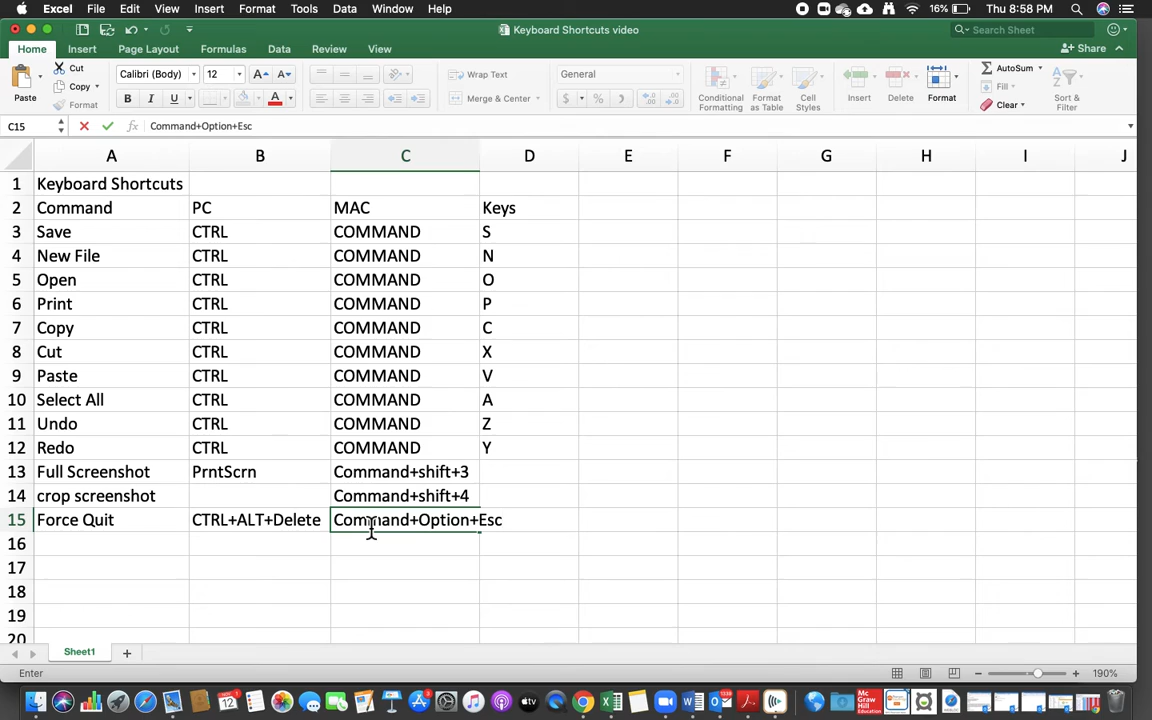 Excel File Edit View Insert Format Tools Data Window Help 16% Thu 8:58 PM
Keyboard Shortcuts video Search Sheet
Home Insert Page Layout Formulas Data Review View Share
Paste Cut Copy Format Calibri (Body) 12 Wrap Text Merge & Center General Conditional Formatting Format as Table Cell Styles Insert Delete Format AutoSum Fill Clear Sort & Filter
C15 fx Command+Option+Esc
A B C D E F G H I J
1 Keyboard Shortcuts
2 Command PC MAC Keys
3 Save CTRL COMMAND S
4 New File CTRL COMMAND N
5 Open CTRL COMMAND O
6 Print CTRL COMMAND P
7 Copy CTRL COMMAND C
8 Cut CTRL COMMAND X
9 Paste CTRL COMMAND V
10 Select All CTRL COMMAND A
11 Undo CTRL COMMAND Z
12 Redo CTRL COMMAND Y
13 Full Screenshot PrntScrn Command+shift+3
14 crop screenshot Command+shift+4
15 Force Quit CTRL+ALT+Delete Command+Option+Esc
16
17
18
19
20
Sheet1
Enter 190%